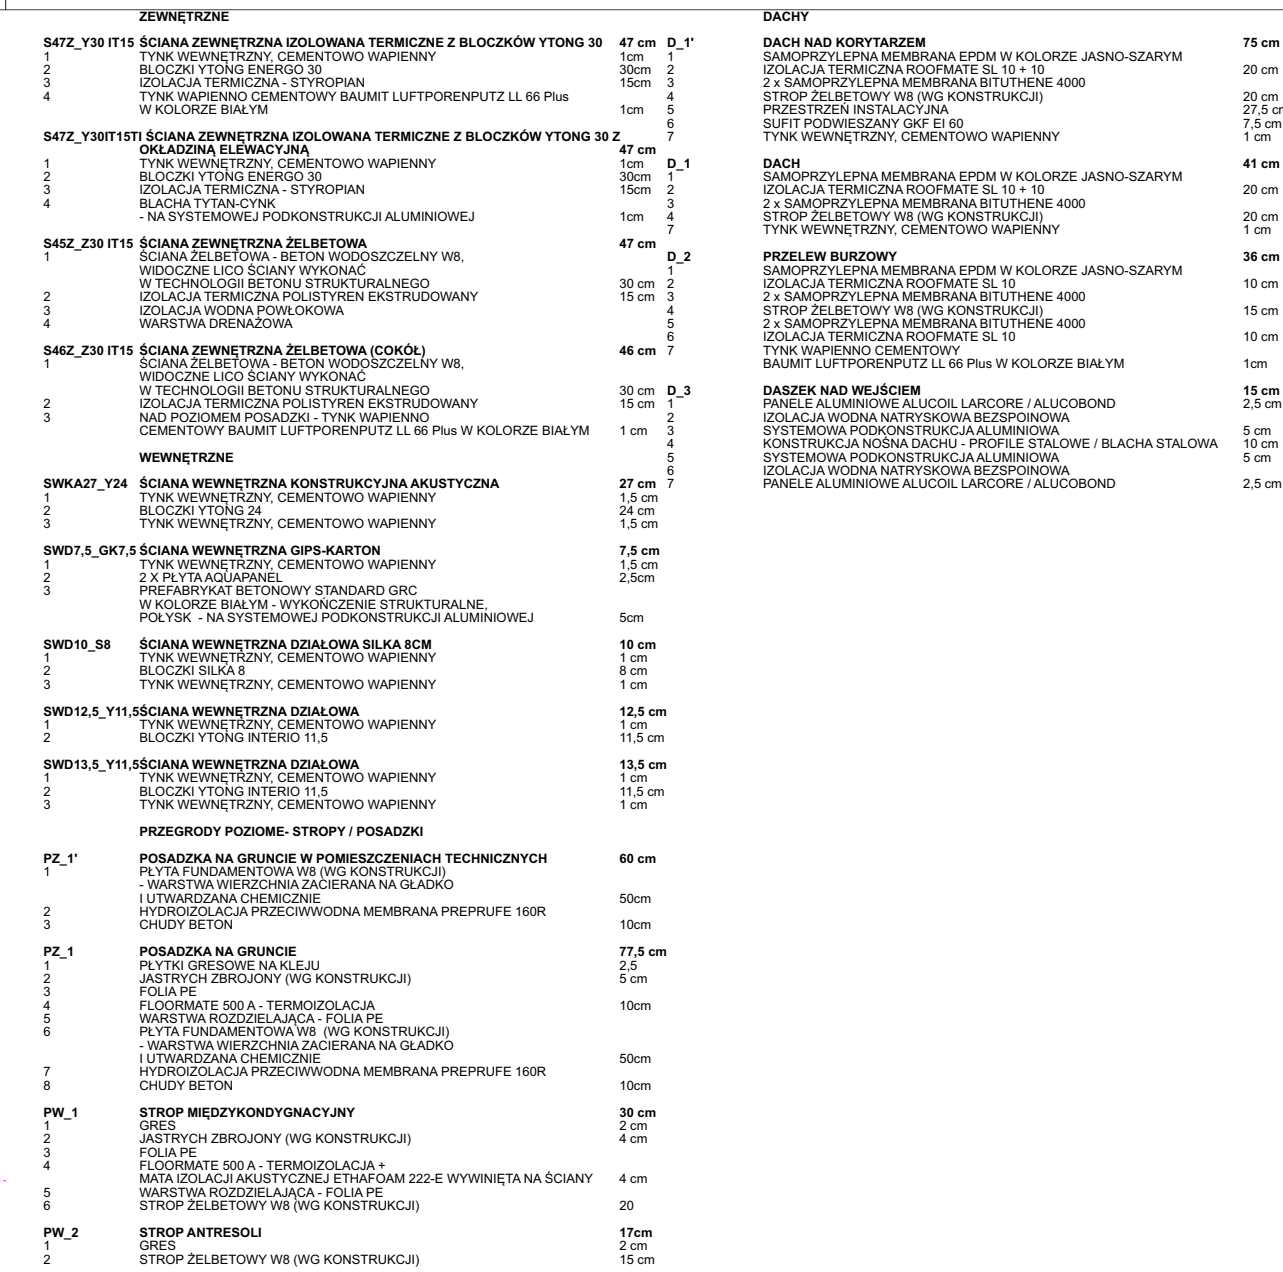 ZEWNĘTRZNE
S47Z_Y30 IT15 ŚCIANA ZEWNĘTRZNA IZOLOWANA TERMICZNE Z BLOCZKÓW YTONG 30 47 cm
1 TYNK WEWNĘTRZNY, CEMENTOWO WAPIENNY 1cm
2 BLOCZKI YTONG ENERGO 30 30cm
3 IZOLACJA TERMICZNA - STYROPIAN 15cm
4 TYNK WAPIENNO CEMENTOWY BAUMIT LUFTPORENPUTZ LL 66 Plus
W KOLORZE BIAŁYM 1cm
S47Z_Y30IT15TI ŚCIANA ZEWNĘTRZNA IZOLOWANA TERMICZNE Z BLOCZKÓW YTONG 30 Z
OKŁADZINĄ ELEWACYJNĄ 47 cm
1 TYNK WEWNĘTRZNY, CEMENTOWO WAPIENNY 1cm
2 BLOCZKI YTONG ENERGO 30 30cm
3 IZOLACJA TERMICZNA - STYROPIAN 15cm
4 BLACHA TYTAN-CYNK
- NA SYSTEMOWEJ PODKONSTRUKCJI ALUMINIOWEJ 1cm
S45Z_Z30 IT15 ŚCIANA ZEWNĘTRZNA ŻELBETOWA 47 cm
1 ŚCIANA ŻELBETOWA - BETON WODOSZCZELNY W8,
WIDOCZNE LICO ŚCIANY WYKONAĆ
W TECHNOLOGII BETONU STRUKTURALNEGO 30 cm
2 IZOLACJA TERMICZNA POLISTYREN EKSTRUDOWANY 15 cm
3 IZOLACJA WODNA POWŁOKOWA
4 WARSTWA DRENAŻOWA
S46Z_Z30 IT15 ŚCIANA ZEWNĘTRZNA ŻELBETOWA (COKÓŁ) 46 cm
1 ŚCIANA ŻELBETOWA - BETON WODOSZCZELNY W8,
WIDOCZNE LICO ŚCIANY WYKONAĆ
W TECHNOLOGII BETONU STRUKTURALNEGO 30 cm
2 IZOLACJA TERMICZNA POLISTYREN EKSTRUDOWANY 15 cm
3 NAD POZIOMEM POSADZKI - TYNK WAPIENNO
CEMENTOWY BAUMIT LUFTPORENPUTZ LL 66 Plus W KOLORZE BIAŁYM 1 cm
WEWNĘTRZNE
SWKA27_Y24 ŚCIANA WEWNĘTRZNA KONSTRUKCYJNA AKUSTYCZNA 27 cm
1 TYNK WEWNĘTRZNY, CEMENTOWO WAPIENNY 1,5 cm
2 BLOCZKI YTONG 24 24 cm
3 TYNK WEWNĘTRZNY, CEMENTOWO WAPIENNY 1,5 cm
SWD7,5_GK7,5 ŚCIANA WEWNĘTRZNA GIPS-KARTON 7,5 cm
1 TYNK WEWNĘTRZNY, CEMENTOWO WAPIENNY 1,5 cm
2 2 X PŁYTA AQUAPANEL 2,5cm
3 PREFABRYKAT BETONOWY STANDARD GRC
W KOLORZE BIAŁYM - WYKOŃCZENIE STRUKTURALNE,
POŁYSK - NA SYSTEMOWEJ PODKONSTRUKCJI ALUMINIOWEJ 5cm
SWD10_S8 ŚCIANA WEWNĘTRZNA DZIAŁOWA SILKA 8CM 10 cm
1 TYNK WEWNĘTRZNY, CEMENTOWO WAPIENNY 1 cm
2 BLOCZKI SILKA 8 8 cm
3 TYNK WEWNĘTRZNY, CEMENTOWO WAPIENNY 1 cm
SWD12,5_Y11,5ŚCIANA WEWNĘTRZNA DZIAŁOWA 12,5 cm
1 TYNK WEWNĘTRZNY, CEMENTOWO WAPIENNY 1 cm
2 BLOCZKI YTONG INTERIO 11,5 11,5 cm
SWD13,5_Y11,5ŚCIANA WEWNĘTRZNA DZIAŁOWA 13,5 cm
1 TYNK WEWNĘTRZNY, CEMENTOWO WAPIENNY 1 cm
2 BLOCZKI YTONG INTERIO 11,5 11,5 cm
3 TYNK WEWNĘTRZNY, CEMENTOWO WAPIENNY 1 cm
PRZEGRODY POZIOME- STROPY / POSADZKI
PZ_1' POSADZKA NA GRUNCIE W POMIESZCZENIACH TECHNICZNYCH 60 cm
1 PŁYTA FUNDAMENTOWA W8 (WG KONSTRUKCJI)
- WARSTWA WIERZCHNIA ZACIERANA NA GŁADKO
I UTWARDZANA CHEMICZNIE 50cm
2 HYDROIZOLACJA PRZECIWWODNA MEMBRANA PREPRUFE 160R
3 CHUDY BETON 10cm
PZ_1 POSADZKA NA GRUNCIE 77,5 cm
1 PŁYTKI GRESOWE NA KLEJU 2,5
2 JASTRYCH ZBROJONY (WG KONSTRUKCJI) 5 cm
3 FOLIA PE
4 FLOORMATE 500 A - TERMOIZOLACJA 10cm
5 WARSTWA ROZDZIELAJĄCA - FOLIA PE
6 PŁYTA FUNDAMENTOWA W8 (WG KONSTRUKCJI)
- WARSTWA WIERZCHNIA ZACIERANA NA GŁADKO
I UTWARDZANA CHEMICZNIE 50cm
7 HYDROIZOLACJA PRZECIWWODNA MEMBRANA PREPRUFE 160R
8 CHUDY BETON 10cm
PW_1 STROP MIĘDZYKONDYGNACYJNY 30 cm
1 GRES 2 cm
2 JASTRYCH ZBROJONY (WG KONSTRUKCJI) 4 cm
3 FOLIA PE
4 FLOORMATE 500 A - TERMOIZOLACJA +
MATA IZOLACJI AKUSTYCZNEJ ETHAFOAM 222-E WYWINIĘTA NA ŚCIANY 4 cm
5 WARSTWA ROZDZIELAJĄCA - FOLIA PE
6 STROP ŻELBETOWY W8 (WG KONSTRUKCJI) 20
PW_2 STROP ANTRESOLI 17cm
1 GRES 2 cm
2 STROP ŻELBETOWY W8 (WG KONSTRUKCJI) 15 cm
DACHY
D_1' DACH NAD KORYTARZEM 75 cm
1 SAMOPRZYLEPNA MEMBRANA EPDM W KOLORZE JASNO-SZARYM
2 IZOLACJA TERMICZNA ROOFMATE SL 10 + 10 20 cm
3 2 x SAMOPRZYLEPNA MEMBRANA BITUTHENE 4000
4 STROP ŻELBETOWY W8 (WG KONSTRUKCJI) 20 cm
5 PRZESTRZEŃ INSTALACYJNA 27,5 cm
6 SUFIT PODWIESZANY GKF EI 60 7,5 cm
7 TYNK WEWNĘTRZNY, CEMENTOWO WAPIENNY 1 cm
D_1 DACH 41 cm
1 SAMOPRZYLEPNA MEMBRANA EPDM W KOLORZE JASNO-SZARYM
2 IZOLACJA TERMICZNA ROOFMATE SL 10 + 10 20 cm
3 2 x SAMOPRZYLEPNA MEMBRANA BITUTHENE 4000
4 STROP ŻELBETOWY W8 (WG KONSTRUKCJI) 20 cm
7 TYNK WEWNĘTRZNY, CEMENTOWO WAPIENNY 1 cm
D_2 PRZELEW BURZOWY 36 cm
1 SAMOPRZYLEPNA MEMBRANA EPDM W KOLORZE JASNO-SZARYM
2 IZOLACJA TERMICZNA ROOFMATE SL 10 10 cm
3 2 x SAMOPRZYLEPNA MEMBRANA BITUTHENE 4000
4 STROP ŻELBETOWY W8 (WG KONSTRUKCJI) 15 cm
5 2 x SAMOPRZYLEPNA MEMBRANA BITUTHENE 4000
6 IZOLACJA TERMICZNA ROOFMATE SL 10 10 cm
7 TYNK WAPIENNO CEMENTOWY
BAUMIT LUFTPORENPUTZ LL 66 Plus W KOLORZE BIAŁYM 1cm
D_3 DASZEK NAD WEJŚCIEM 15 cm
1 PANELE ALUMINIOWE ALUCOIL LARCORE / ALUCOBOND 2,5 cm
2 IZOLACJA WODNA NATRYSKOWA BEZSPOINOWA
3 SYSTEMOWA PODKONSTRUKCJA ALUMINIOWA 5 cm
4 KONSTRUKCJA NOŚNA DACHU - PROFILE STALOWE / BLACHA STALOWA 10 cm
5 SYSTEMOWA PODKONSTRUKCJA ALUMINIOWA 5 cm
6 IZOLACJA WODNA NATRYSKOWA BEZSPOINOWA
7 PANELE ALUMINIOWE ALUCOIL LARCORE / ALUCOBOND 2,5 cm